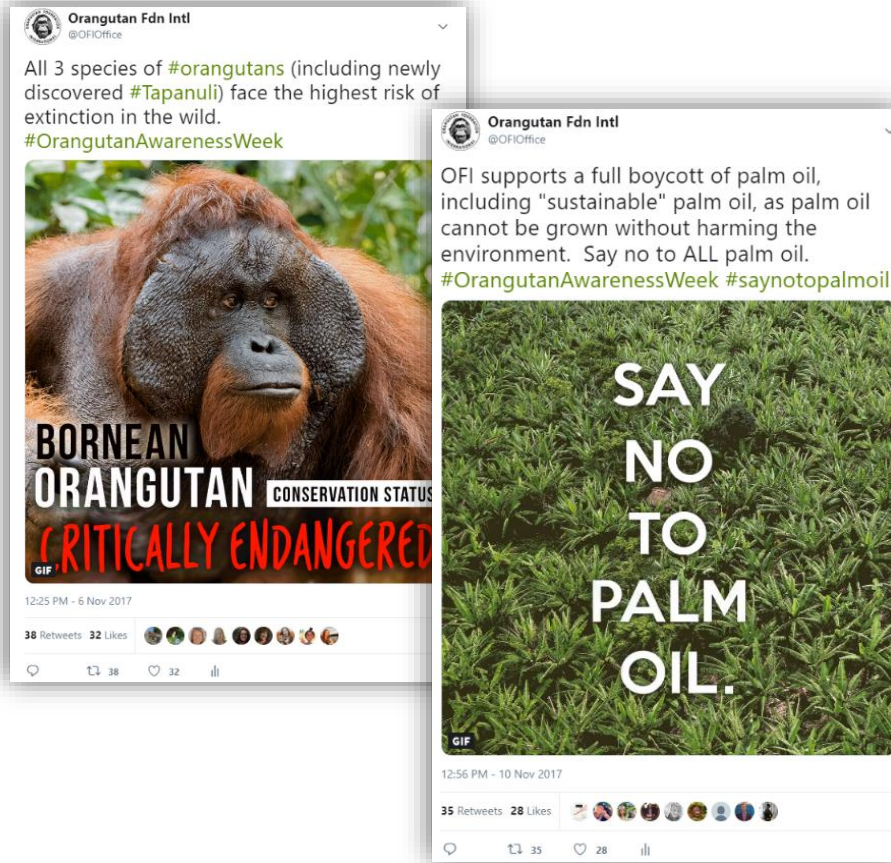 Orangutan Fdn Intl
@OFIOffice
All 3 species of #orangutans (including newly
discovered #Tapanuli) face the highest risk of
extinction in the wild.
#OrangutanAwarenessWeek
BORNEAN
ORANGUTAN CONSERVATION STATUS
CRITICALLY ENDANGERED
GIF
12:25 PM - 6 Nov 2017
38 Retweets 32 Likes
38 32
Orangutan Fdn Intl
@OFIOffice
OFI supports a full boycott of palm oil,
including "sustainable" palm oil, as palm oil
cannot be grown without harming the
environment. Say no to ALL palm oil.
#OrangutanAwarenessWeek #saynotopalmoil
SAY
NO
TO
PALM
OIL.
GIF
12:56 PM - 10 Nov 2017
35 Retweets 28 Likes
35 28